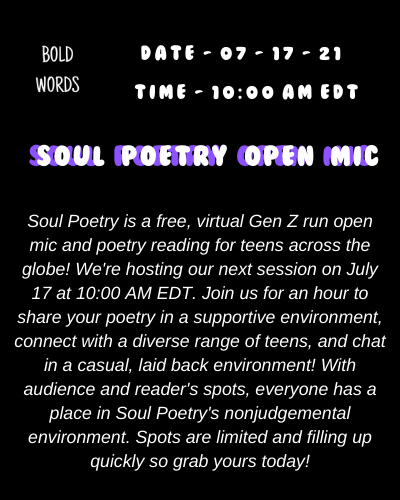 BOLD
WORDS
DATE - 07 - 17 - 21
TIME - 10:00 AM EDT
SOUL POETRY OPEN MIC
Soul Poetry is a free, virtual Gen Z run open
mic and poetry reading for teens across the
globe! We're hosting our next session on July
17 at 10:00 AM EDT. Join us for an hour to
share your poetry in a supportive environment,
connect with a diverse range of teens, and chat
in a casual, laid back environment! With
audience and reader's spots, everyone has a
place in Soul Poetry's nonjudgemental
environment. Spots are limited and filling up
quickly so grab yours today!